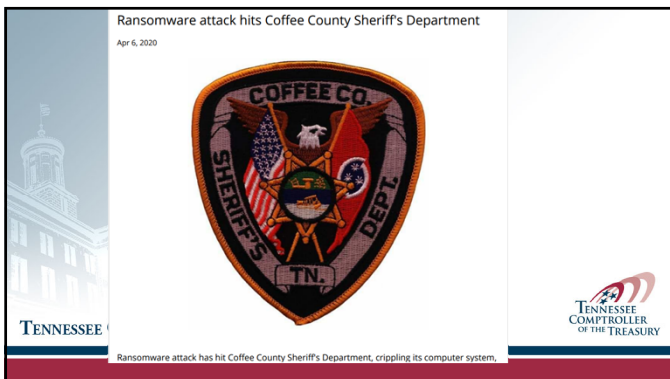 Ransomware attack hits Coffee County Sheriff's Department
Apr 6, 2020
COFFEE CO.
SHERIFF'S
DEPT.
TN.
TENNESSEE
TENNESSEE
COMPTROLLER
OF THE TREASURY
Ransomware attack has hit Coffee County Sheriff's Department, crippling its computer system,